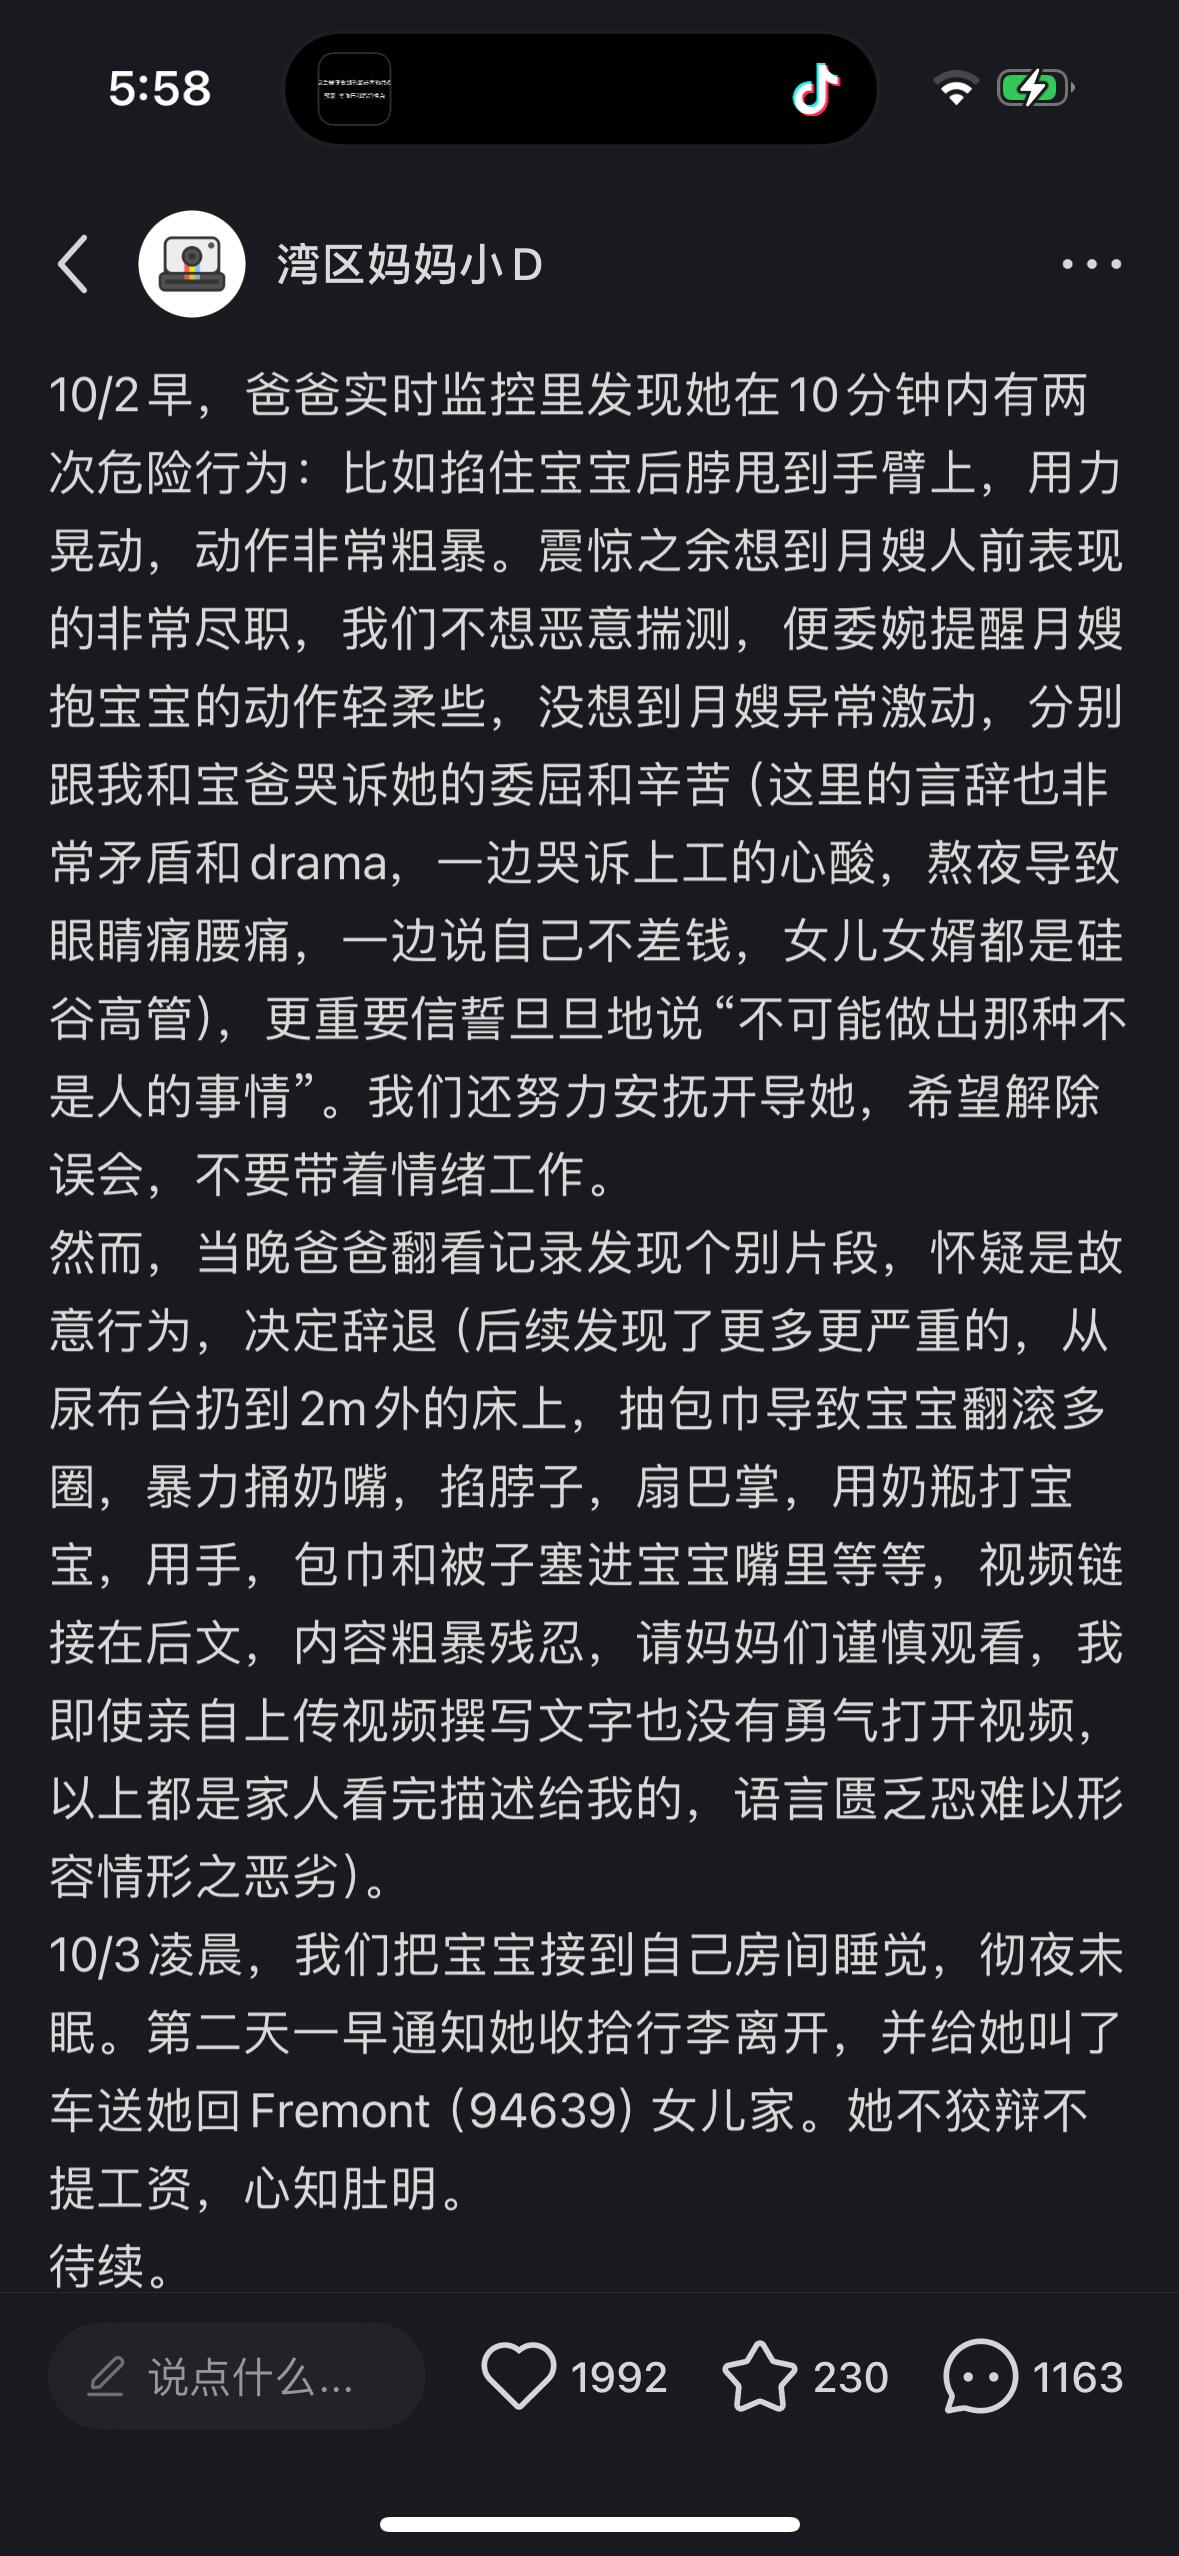 5:58
湾区妈妈小D
10/2早，爸爸实时监控里发现她在10分钟内有两
次危险行为：比如掐住宝宝后脖甩到手臂上，用力
晃动，动作非常粗暴。震惊之余想到月嫂人前表现
的非常尽职，我们不想恶意揣测，便委婉提醒月嫂
抱宝宝的动作轻柔些，没想到月嫂异常激动，分别
跟我和宝爸哭诉她的委屈和辛苦（这里的言辞也非
常矛盾和drama，一边哭诉上工的心酸，熬夜导致
眼睛痛腰痛，一边说自己不差钱，女儿女婿都是硅
谷高管），更重要信誓旦旦地说“不可能做出那种不
是人的事情”。我们还努力安抚开导她，希望解除
误会，不要带着情绪工作。
然而，当晚爸爸翻看记录发现个别片段，怀疑是故
意行为，决定辞退（后续发现了更多更严重的，从
尿布台扔到2m外的床上，抽包巾导致宝宝翻滚多
圈，暴力捅奶嘴，掐脖子，扇巴掌，用奶瓶打宝
宝，用手，包巾和被子塞进宝宝嘴里等等，视频链
接在后文，内容粗暴残忍，请妈妈们谨慎观看，我
即使亲自上传视频撰写文字也没有勇气打开视频，
以上都是家人看完描述给我的，语言匮乏恐难以形
容情形之恶劣）。
10/3凌晨，我们把宝宝接到自己房间睡觉，彻夜未
眠。第二天一早通知她收拾行李离开，并给她叫了
车送她回Fremont（94639）女儿家。她不狡辩不
提工资，心知肚明。
待续。
说点什么...
1992
230
1163